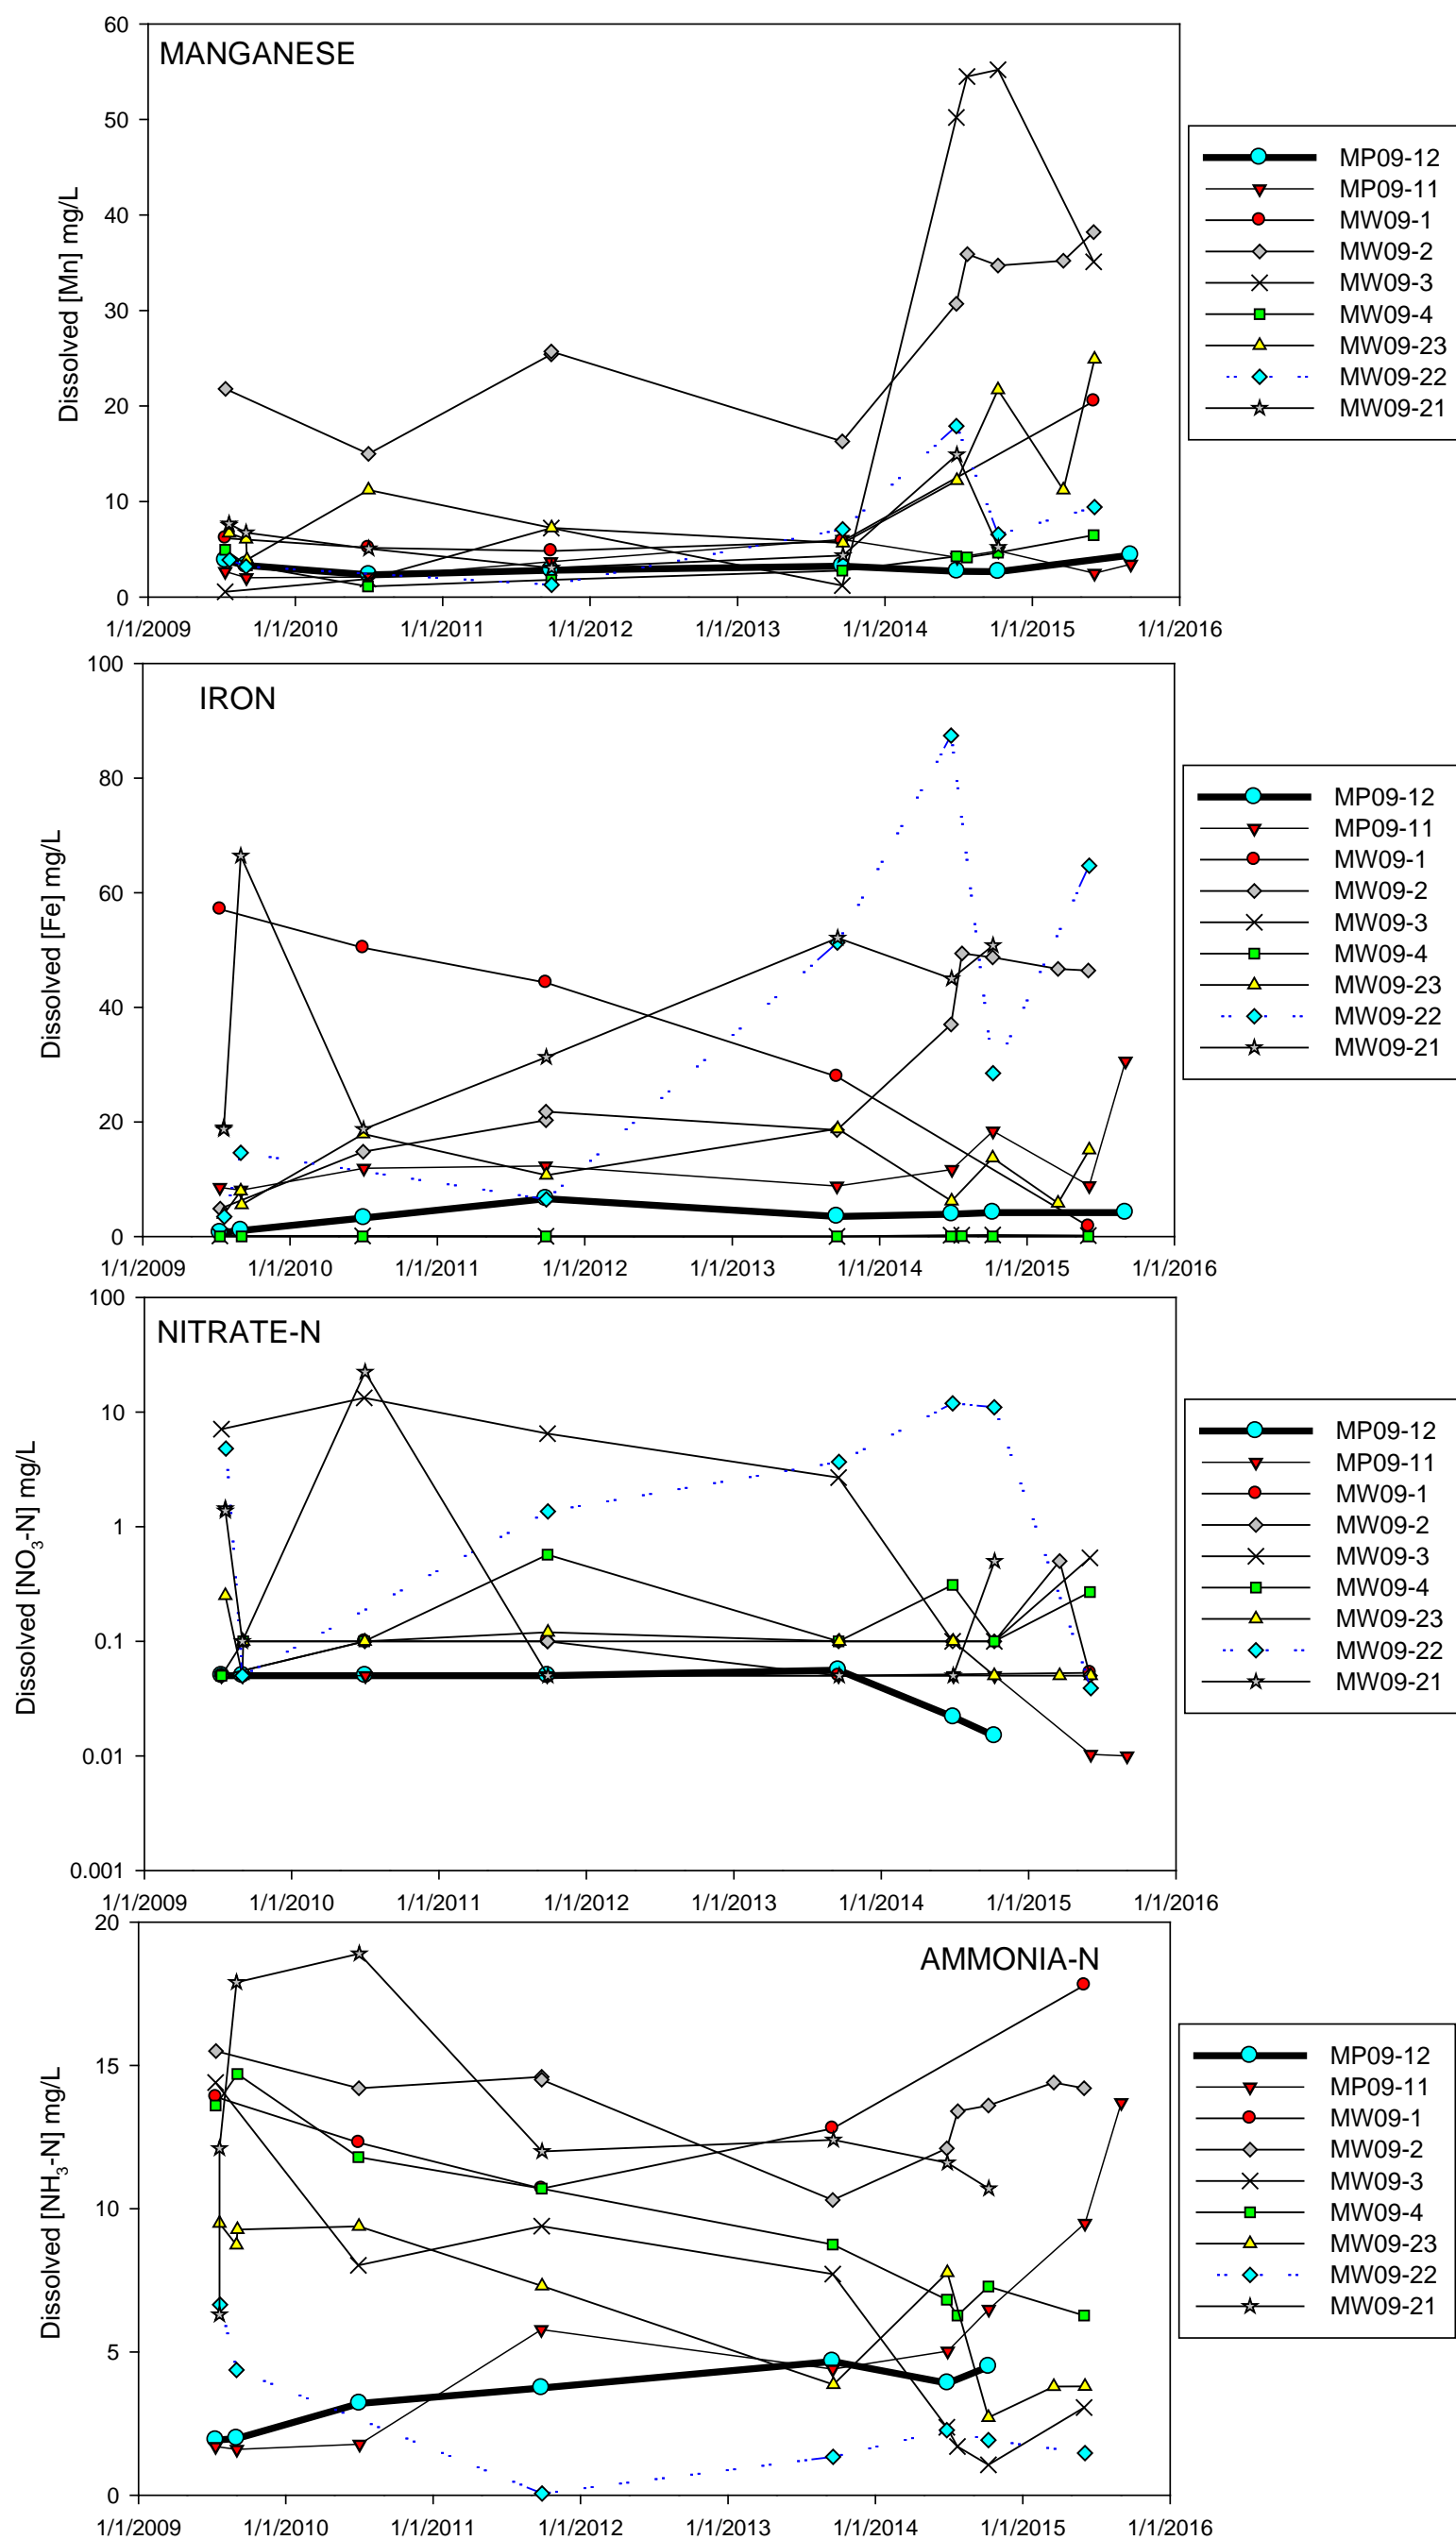 MANGANESE
Dissolved [Mn] mg/L
60
50
40
30
20
10
0
1/1/2009 1/1/2010 1/1/2011 1/1/2012 1/1/2013 1/1/2014 1/1/2015 1/1/2016
MP09-12
MP09-11
MW09-1
MW09-2
MW09-3
MW09-4
MW09-23
MW09-22
MW09-21
IRON
Dissolved [Fe] mg/L
100
80
60
40
20
0
1/1/2009 1/1/2010 1/1/2011 1/1/2012 1/1/2013 1/1/2014 1/1/2015 1/1/2016
MP09-12
MP09-11
MW09-1
MW09-2
MW09-3
MW09-4
MW09-23
MW09-22
MW09-21
NITRATE-N
Dissolved [NO₃-N] mg/L
100
10
1
0.1
0.01
0.001
1/1/2009 1/1/2010 1/1/2011 1/1/2012 1/1/2013 1/1/2014 1/1/2015 1/1/2016
MP09-12
MP09-11
MW09-1
MW09-2
MW09-3
MW09-4
MW09-23
MW09-22
MW09-21
AMMONIA-N
Dissolved [NH₃-N] mg/L
20
15
10
5
0
1/1/2009 1/1/2010 1/1/2011 1/1/2012 1/1/2013 1/1/2014 1/1/2015 1/1/2016
MP09-12
MP09-11
MW09-1
MW09-2
MW09-3
MW09-4
MW09-23
MW09-22
MW09-21